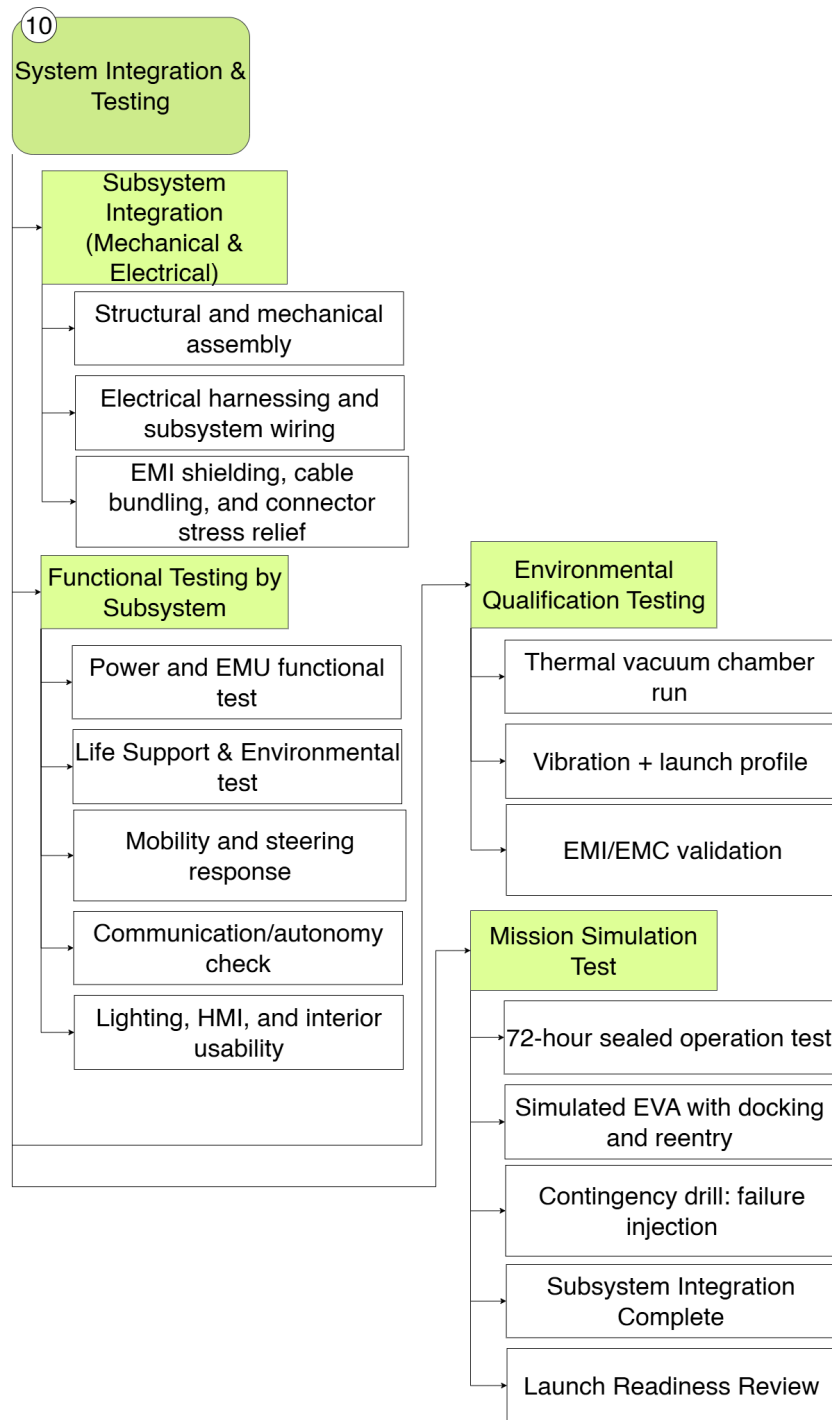 10
System Integration &
Testing
Subsystem
Integration
(Mechanical &
Electrical)
Structural and mechanical
assembly
Electrical harnessing and
subsystem wiring
EMI shielding, cable
bundling, and connector
stress relief
Functional Testing by
Subsystem
Power and EMU functional
test
Life Support & Environmental
test
Mobility and steering
response
Communication/autonomy
check
Lighting, HMI, and interior
usability
Environmental
Qualification Testing
Thermal vacuum chamber
run
Vibration + launch profile
EMI/EMC validation
Mission Simulation
Test
72-hour sealed operation test
Simulated EVA with docking
and reentry
Contingency drill: failure
injection
Subsystem Integration
Complete
Launch Readiness Review